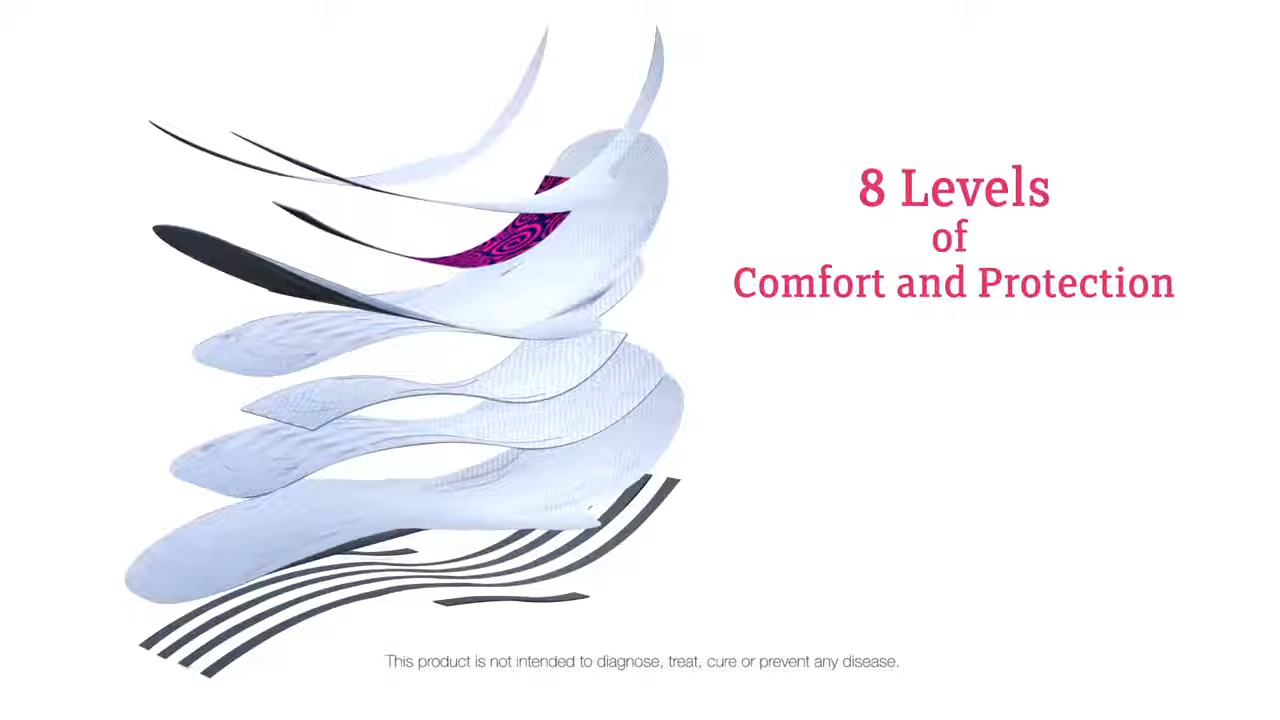 8 Levels
of
Comfort and Protection
This product is not intended to diagnose, treat, cure or prevent any disease.